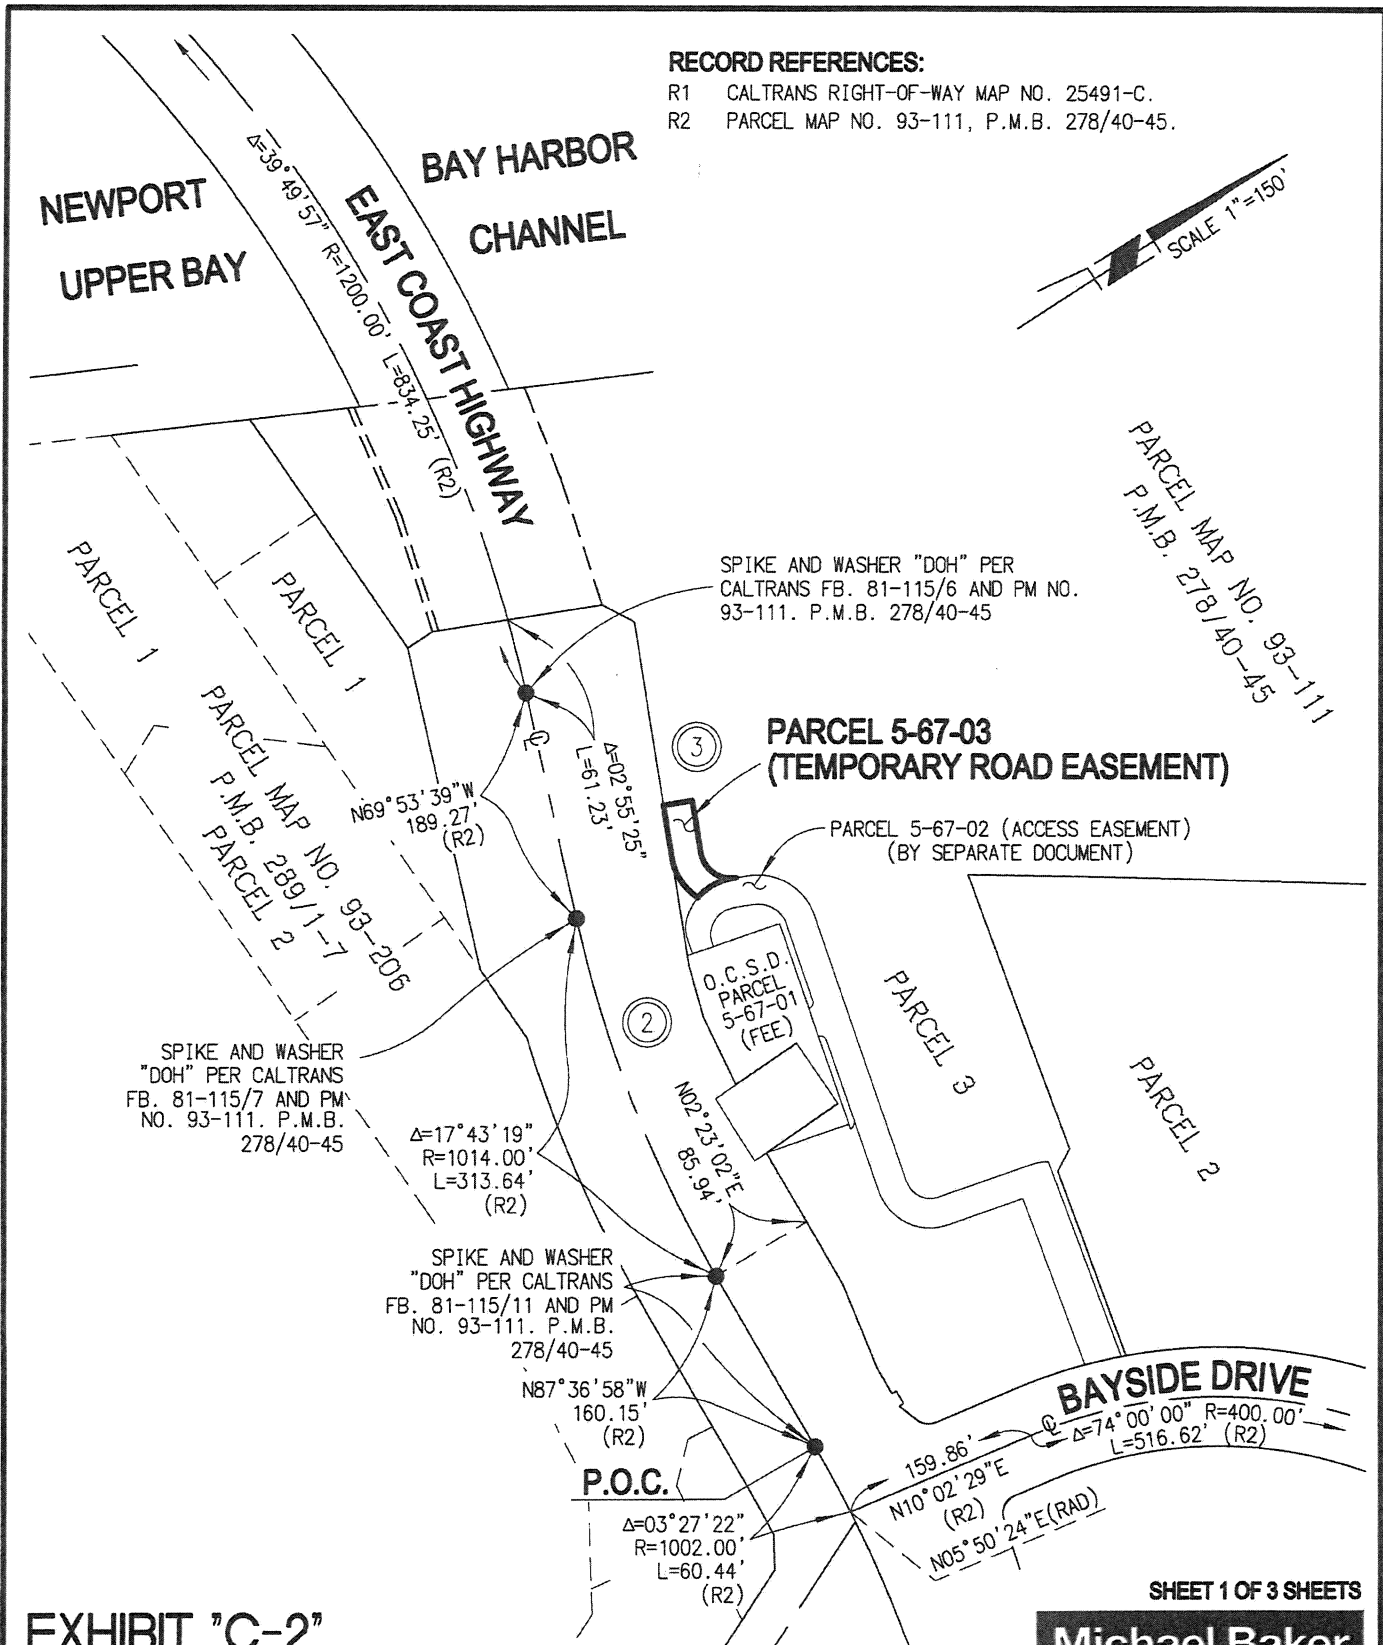 RECORD REFERENCES:
R1 CALTRANS RIGHT-OF-WAY MAP NO. 25491-C.
R2 PARCEL MAP NO. 93-111, P.M.B. 278/40-45.
NEWPORT
UPPER BAY
BAY HARBOR
CHANNEL
EAST COAST HIGHWAY
Δ=39°49'57" R=1200.00' L=834.25' (R2)
SCALE 1"=150'
PARCEL MAP NO. 93-111
P.M.B. 278/40-45
PARCEL 1
PARCEL 1
SPIKE AND WASHER "DOH" PER
CALTRANS FB. 81-115/6 AND PM NO.
93-111. P.M.B. 278/40-45
PARCEL MAP NO. 93-206
P.M.B. 289/1-7
PARCEL 2
℄
Δ=02°55'25"
L=61.23'
3
PARCEL 5-67-03
(TEMPORARY ROAD EASEMENT)
N69°53'39"W
189.27'
(R2)
PARCEL 5-67-02 (ACCESS EASEMENT)
(BY SEPARATE DOCUMENT)
O.C.S.D.
PARCEL
5-67-01
(FEE)
2
PARCEL 3
PARCEL 2
SPIKE AND WASHER
"DOH" PER CALTRANS
FB. 81-115/7 AND PM
NO. 93-111. P.M.B.
278/40-45
N02°23'02"E
85.94'
Δ=17°43'19"
R=1014.00'
L=313.64'
(R2)
SPIKE AND WASHER
"DOH" PER CALTRANS
FB. 81-115/11 AND PM
NO. 93-111. P.M.B.
278/40-45
N87°36'58"W
160.15'
(R2)
BAYSIDE DRIVE
℄
Δ=74°00'00" R=400.00'
L=516.62' (R2)
159.86'
N10°02'29"E
(R2)
N05°50'24"E(RAD)
P.O.C.
Δ=03°27'22"
R=1002.00'
L=60.44'
(R2)
SHEET 1 OF 3 SHEETS
EXHIBIT "C-2"
Michael Baker